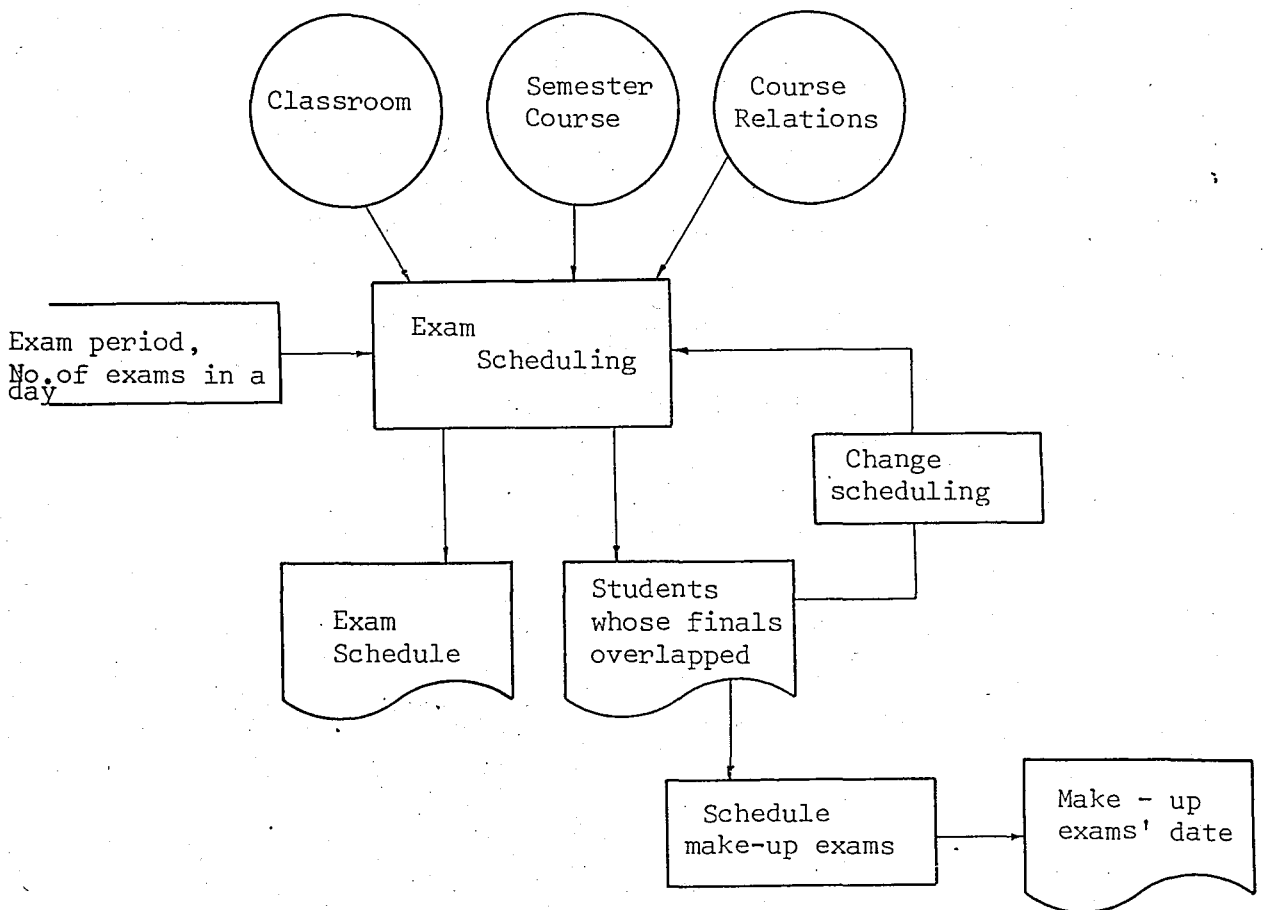 Classroom
Semester
Course
Course
Relations
Exam period,
No.of exams in a
day
Exam
Scheduling
Change
scheduling
Exam
Schedule
Students
whose finals
overlapped
Schedule
make-up exams
Make - up
exams' date